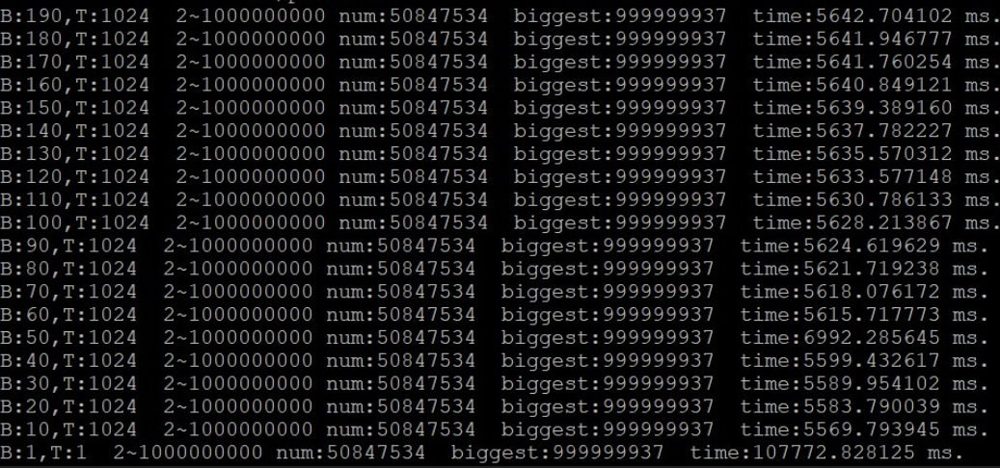 B:190,T:1024  2~1000000000 num:50847534  biggest:999999937   time:5642.704102 ms.
B:180,T:1024  2~1000000000 num:50847534  biggest:999999937   time:5641.946777 ms.
B:170,T:1024  2~1000000000 num:50847534  biggest:999999937   time:5641.760254 ms.
B:160,T:1024  2~1000000000 num:50847534  biggest:999999937   time:5640.849121 ms.
B:150,T:1024  2~1000000000 num:50847534  biggest:999999937   time:5639.389160 ms.
B:140,T:1024  2~1000000000 num:50847534  biggest:999999937   time:5637.782227 ms.
B:130,T:1024  2~1000000000 num:50847534  biggest:999999937   time:5635.570312 ms.
B:120,T:1024  2~1000000000 num:50847534  biggest:999999937   time:5633.577148 ms.
B:110,T:1024  2~1000000000 num:50847534  biggest:999999937   time:5630.786133 ms.
B:100,T:1024  2~1000000000 num:50847534  biggest:999999937   time:5628.213867 ms.
B:90,T:1024  2~1000000000 num:50847534  biggest:999999937  time:5624.619629 ms.
B:80,T:1024  2~1000000000 num:50847534  biggest:999999937  time:5621.719238 ms.
B:70,T:1024  2~1000000000 num:50847534  biggest:999999937  time:5618.076172 ms.
B:60,T:1024  2~1000000000 num:50847534  biggest:999999937  time:5615.717773 ms.
B:50,T:1024  2~1000000000 num:50847534  biggest:999999937  time:6992.285645 ms.
B:40,T:1024  2~1000000000 num:50847534  biggest:999999937  time:5599.432617 ms.
B:30,T:1024  2~1000000000 num:50847534  biggest:999999937  time:5589.954102 ms.
B:20,T:1024  2~1000000000 num:50847534  biggest:999999937  time:5583.790039 ms.
B:10,T:1024  2~1000000000 num:50847534  biggest:999999937  time:5569.793945 ms.
B:1,T:1  2~1000000000 num:50847534  biggest:999999937  time:107772.828125 ms.